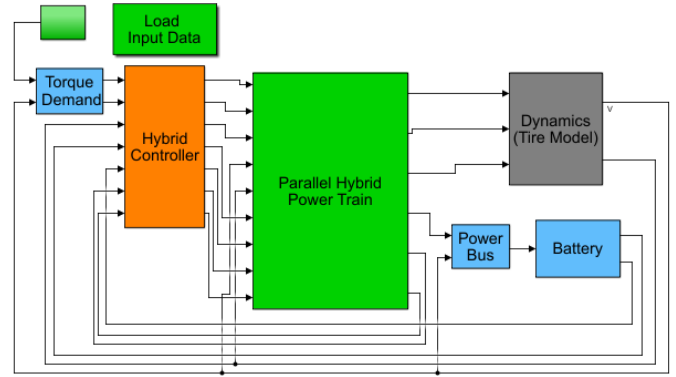 Load
Input Data
Torque
Demand
Hybrid
Controller
Parallel Hybrid
Power Train
Dynamics
(Tire Model)
v
Power
Bus
Battery